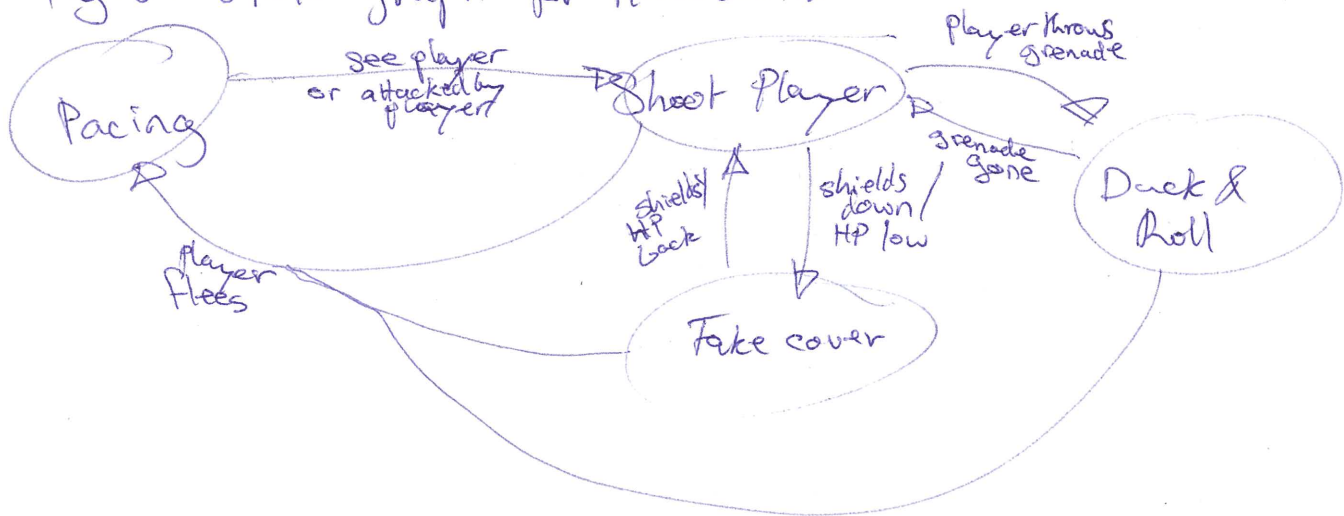 Pacing
see player
or attacked by
player
Shoot Player
player throws
grenade
grenade
gone
Duck &
Roll
shields/
HP
back
shields
down/
HP low
Take cover
player
flees